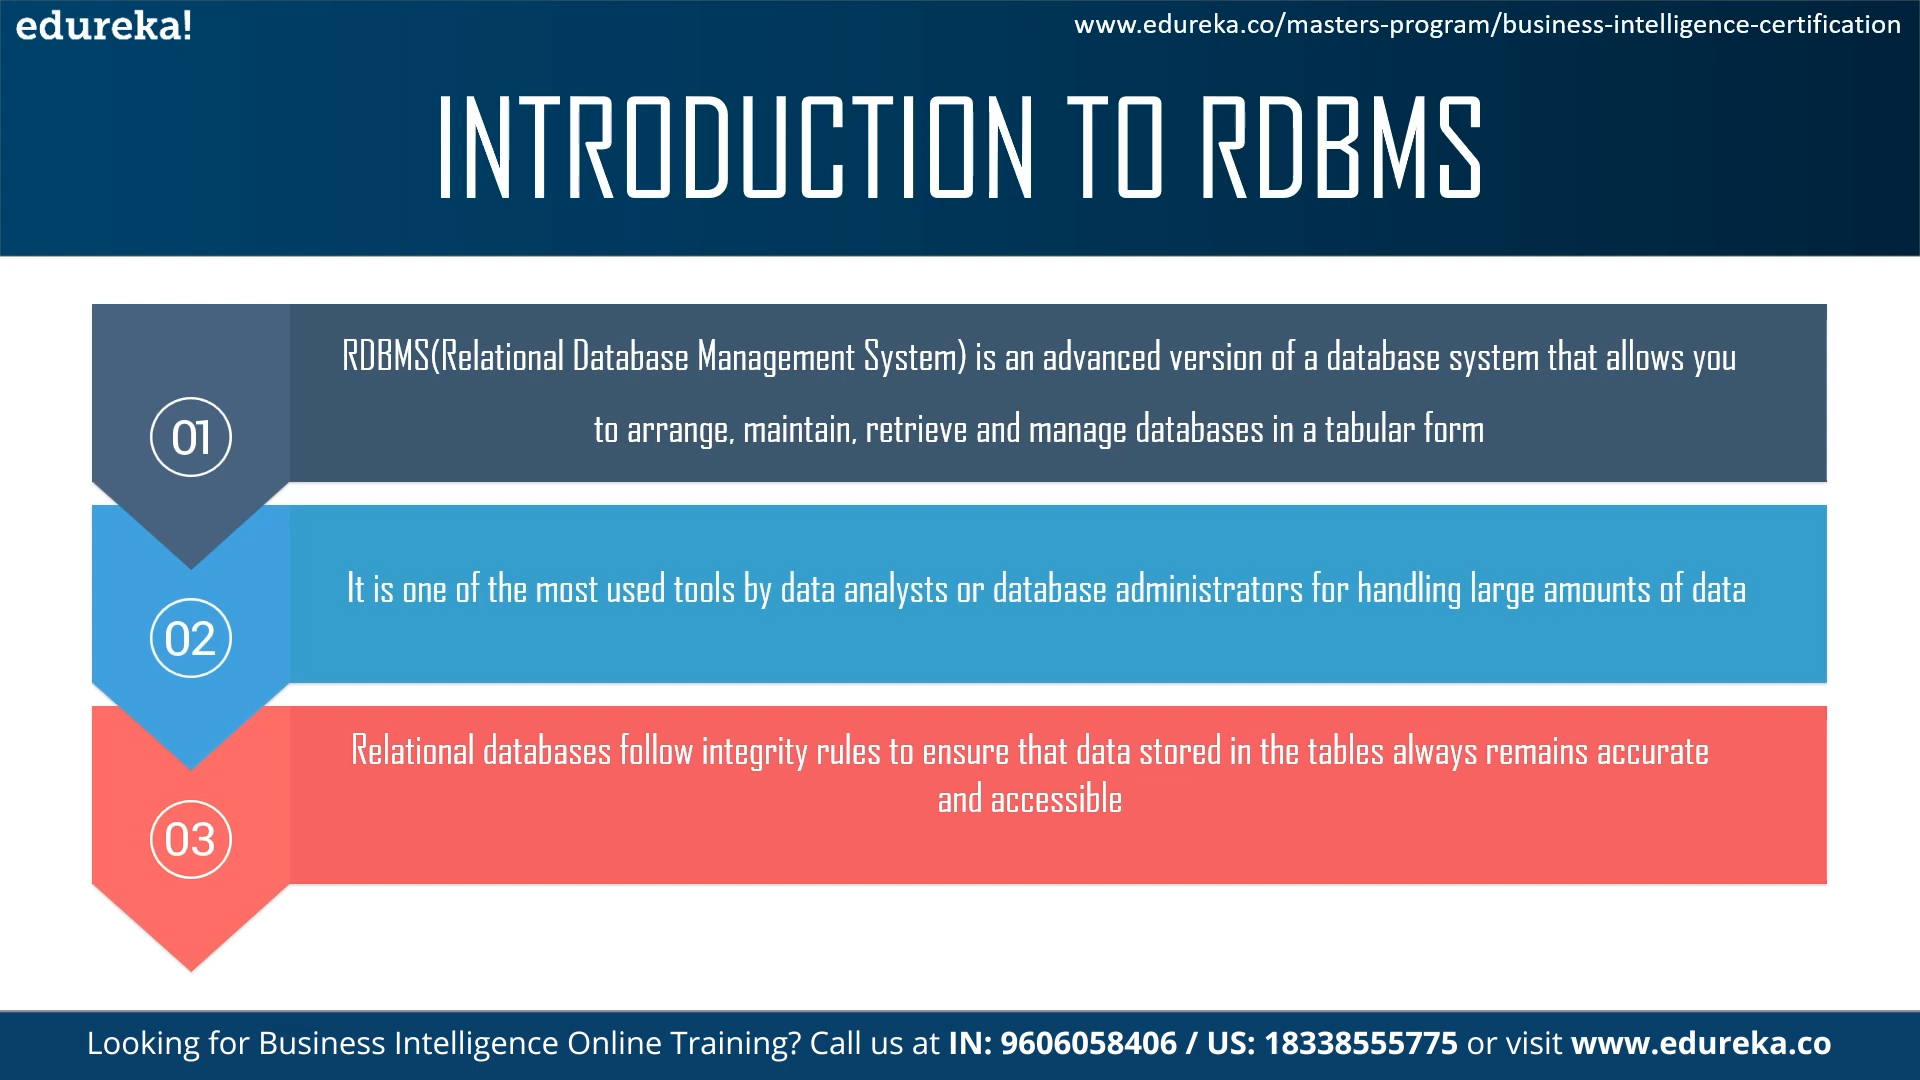 edureka!
www.edureka.co/masters-program/business-intelligence-certification
INTRODUCTION TO RDBMS
01
RDBMS(Relational Database Management System) is an advanced version of a database system that allows you
to arrange, maintain, retrieve and manage databases in a tabular form
02
It is one of the most used tools by data analysts or database administrators for handling large amounts of data
03
Relational databases follow integrity rules to ensure that data stored in the tables always remains accurate
and accessible
Looking for Business Intelligence Online Training? Call us at IN: 9606058406 / US: 18338555775 or visit www.edureka.co